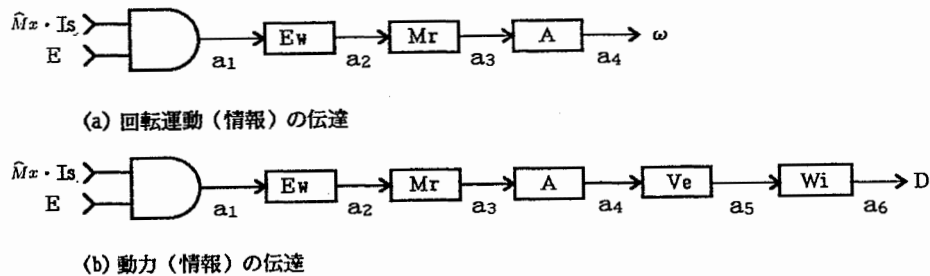 M̂x・Is
E
Ew
Mr
A
ω
a1
a2
a3
a4
(a) 回転運動（情報）の伝達
M̂x・Is
E
Ew
Mr
A
Ve
Wi
D
a1
a2
a3
a4
a5
a6
(b) 動力（情報）の伝達